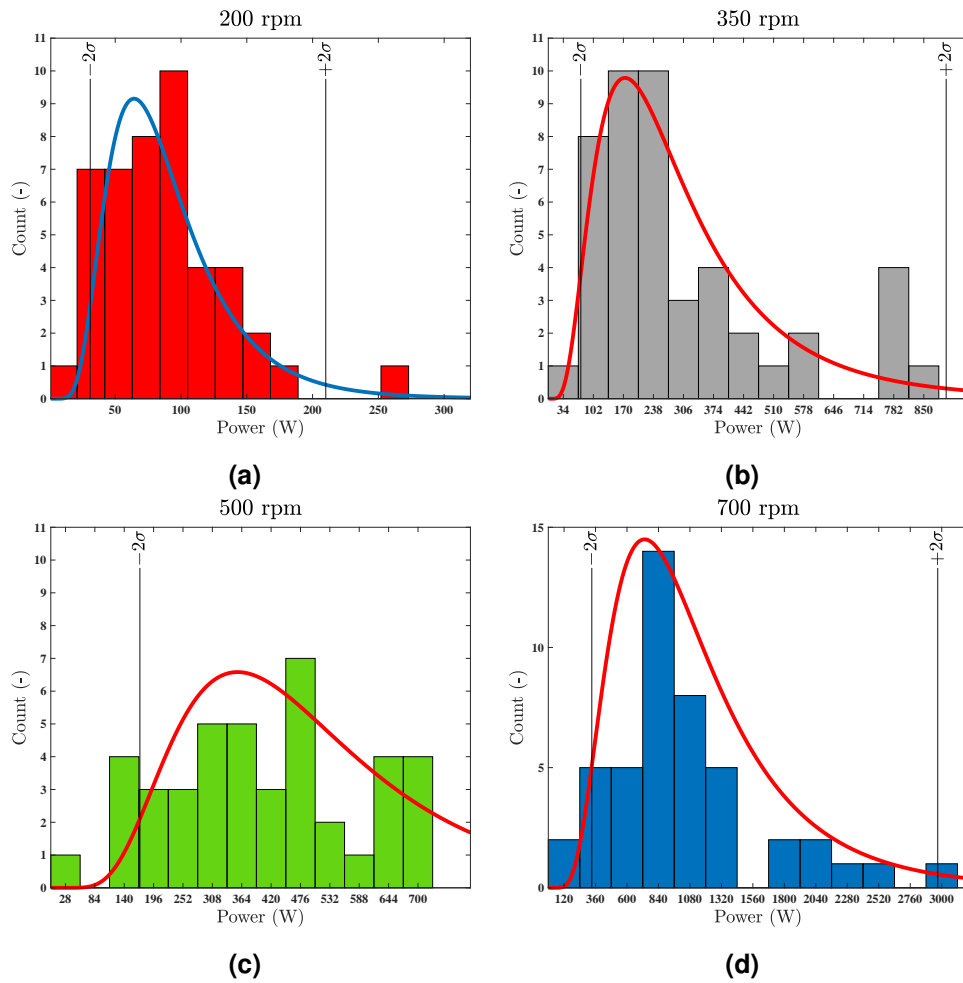 200 rpm
−2σ
+2σ
11
10
9
8
7
6
5
4
3
2
1
0
Count (-)
50 100 150 200 250 300
Power (W)
(a)
350 rpm
−2σ
+2σ
11
10
9
8
7
6
5
4
3
2
1
0
Count (-)
34 102 170 238 306 374 442 510 578 646 714 782 850
Power (W)
(b)
500 rpm
−2σ
11
10
9
8
7
6
5
4
3
2
1
0
Count (-)
28 84 140 196 252 308 364 420 476 532 588 644 700
Power (W)
(c)
700 rpm
−2σ
+2σ
15
10
5
0
Count (-)
120 360 600 840 1080 1320 1560 1800 2040 2280 2520 2760 3000
Power (W)
(d)